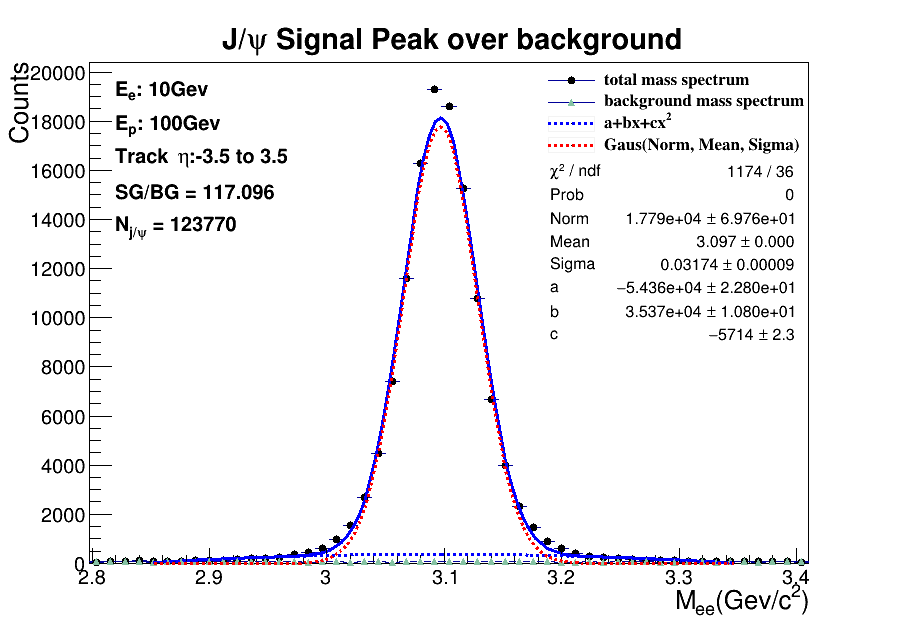 J/ψ Signal Peak over background
Counts
20000
18000
16000
14000
12000
10000
8000
6000
4000
2000
0
E_e: 10Gev
E_p: 100Gev
Track η:-3.5 to 3.5
SG/BG = 117.096
N_j/ψ = 123770
total mass spectrum
background mass spectrum
a+bx+cx²
Gaus(Norm, Mean, Sigma)
χ² / ndf 1174 / 36
Prob 0
Norm 1.779e+04 ± 6.976e+01
Mean 3.097 ± 0.000
Sigma 0.03174 ± 0.00009
a −5.436e+04 ± 2.280e+01
b 3.537e+04 ± 1.080e+01
c −5714 ± 2.3
2.8 2.9 3 3.1 3.2 3.3 3.4
M_ee(Gev/c²)